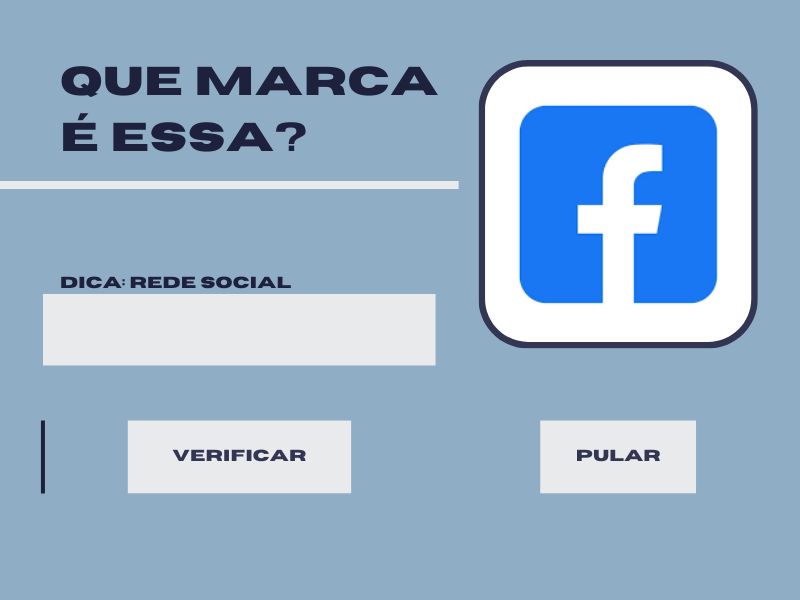 QUE MARCA
É ESSA?
DICA: REDE SOCIAL
VERIFICAR
PULAR